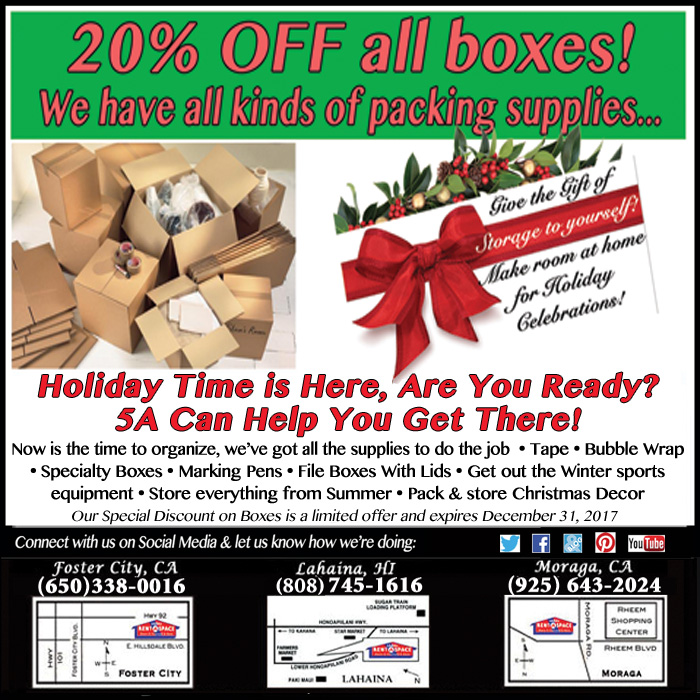 20% OFF all boxes!
We have all kinds of packing supplies...
Give the Gift of
Storage to yourself!
Make room at home
for Holiday
Celebrations!
Holiday Time is Here, Are You Ready?
5A Can Help You Get There!
Now is the time to organize, we've got all the supplies to do the job • Tape • Bubble Wrap
• Specialty Boxes • Marking Pens • File Boxes With Lids • Get out the Winter sports
equipment • Store everything from Summer • Pack & store Christmas Decor
Our Special Discount on Boxes is a limited offer and expires December 31, 2017
Connect with us on Social Media & let us know how we're doing:
You Tube
Foster City, CA
(650)338-0016
HWY 92
RENT A SPACE
E. HILLSDALE BLVD.
FOSTER CITY BLVD.
HWY 101
N
W E
S
FOSTER CITY
Lahaina, HI
(808) 745-1616
SUGAR TRAIN
LOADING PLATFORM
HONOAPIILANI HWY.
TO KAHANA
STAR MARKET
TO LAHAINA
FARMERS
MARKET
RENT A SPACE
LOWER HONOAPIILANI ROAD
PAKI MAUI
LAHAINA
N
Moraga, CA
(925) 643-2024
RENT A SPACE
MORAGA RD
RHEEM
SHOPPING
CENTER
RHEEM BLVD
N
E W
S
MORAGA